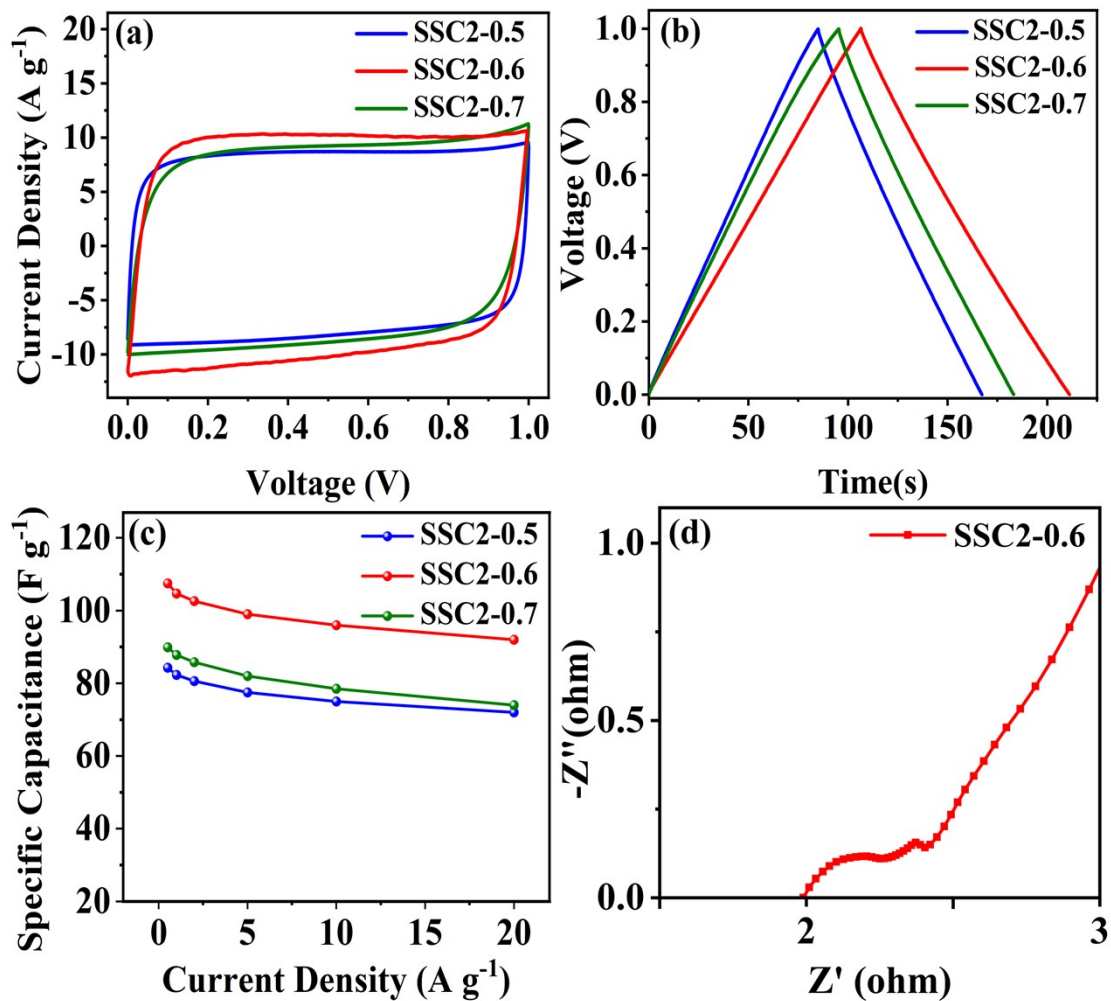 (a)
SSC2-0.5
SSC2-0.6
SSC2-0.7
20
15
10
5
0
-5
-10
0.0 0.2 0.4 0.6 0.8 1.0
Current Density (A g⁻¹)
Voltage (V)
(b)
SSC2-0.5
SSC2-0.6
SSC2-0.7
1.0
0.8
0.6
0.4
0.2
0.0
0 50 100 150 200
Voltage (V)
Time(s)
(c)
SSC2-0.5
SSC2-0.6
SSC2-0.7
120
100
80
60
40
20
0 5 10 15 20
Specific Capacitance (F g⁻¹)
Current Density (A g⁻¹)
(d)
SSC2-0.6
1.0
0.5
0.0
2 3
-Z"(ohm)
Z' (ohm)